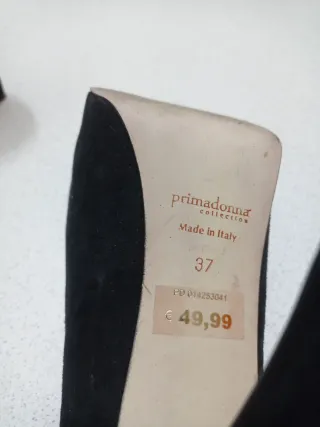 primadonna
collection
Made in Italy
37
€ 49,99